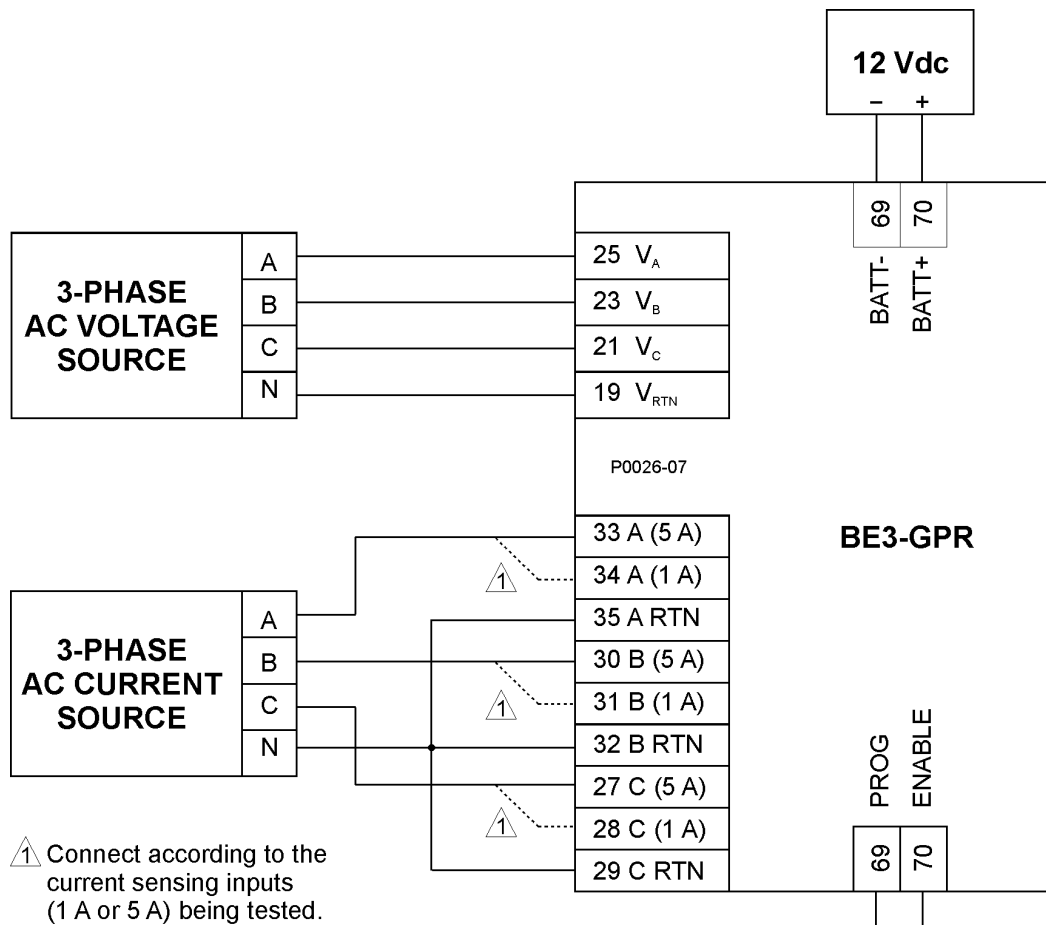 12 Vdc
– +
69 70
BATT- BATT+
3-PHASE
AC VOLTAGE
SOURCE
A
B
C
N
25 VA
23 VB
21 VC
19 VRTN
P0026-07
BE3-GPR
3-PHASE
AC CURRENT
SOURCE
A
B
C
N
33 A (5 A)
34 A (1 A)
35 A RTN
30 B (5 A)
31 B (1 A)
32 B RTN
27 C (5 A)
28 C (1 A)
29 C RTN
1
1
1
PROG ENABLE
69 70
1 Connect according to the
current sensing inputs
(1 A or 5 A) being tested.